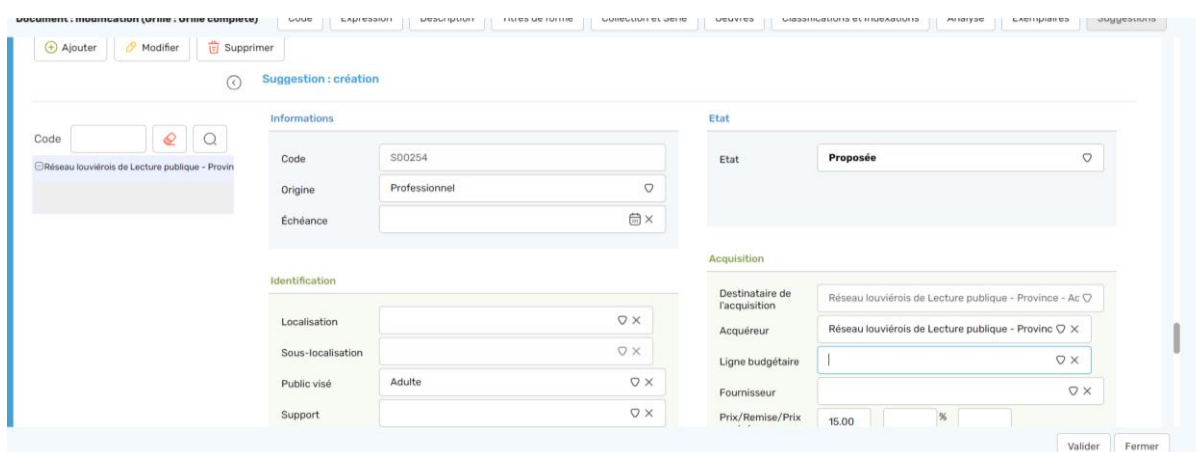 Document : modification (Grille : Grille complète) Code Expression Description Titres de forme Collection et Série Oeuvres Classifications et Indexations Analyse Exemplaires Suggestions
Ajouter Modifier Supprimer
Suggestion : création
Code
Réseau louviérois de Lecture publique - Provin
Informations
Code S00254
Origine Professionnel
Échéance
Identification
Localisation
Sous-localisation
Public visé Adulte
Support
Etat
Etat Proposée
Acquisition
Destinataire de
l'acquisition Réseau louviérois de Lecture publique - Province - Ac
Acquéreur Réseau louviérois de Lecture publique - Provinc
Ligne budgétaire
Fournisseur
Prix/Remise/Prix 15.00 %
Valider Fermer